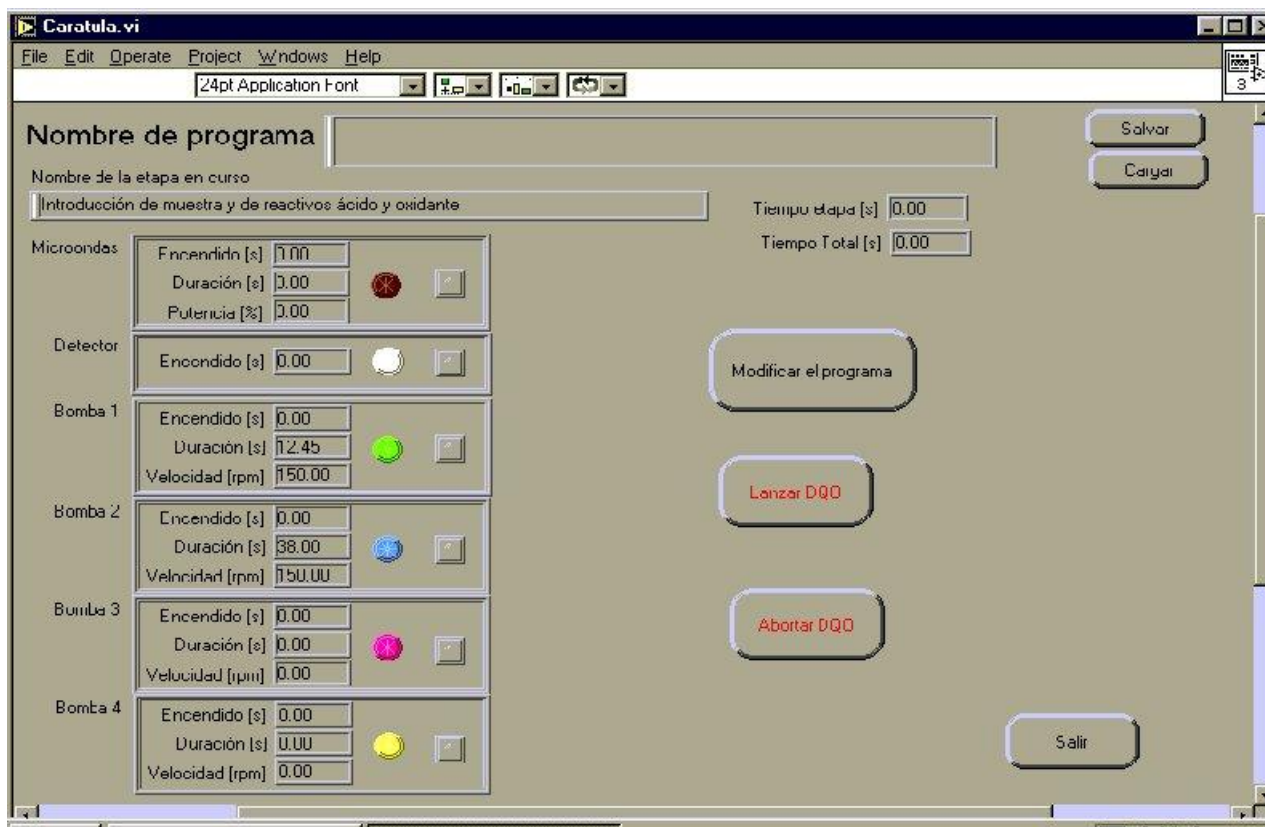 Caratula.vi
File Edit Operate Project Windows Help
24pt Application Font
3
Nombre de programa
Salvar
Cargar
Nombre de la etapa en curso
Introducción de muestra y de reactivos ácido y oxidante
Tiempo etapa [s] 0.00
Tiempo Total [s] 0.00
Microondas
Encendido [s] 0.00
Duración [s] 0.00
Potencia [%] 0.00
Detector
Encendido [s] 0.00
Modificar el programa
Bomba 1
Encendido [s] 0.00
Duración [s] 12.45
Velocidad [rpm] 150.00
Lanzar DQO
Bomba 2
Encendido [s] 0.00
Duración [s] 38.00
Velocidad [rpm] 150.00
Bomba 3
Encendido [s] 0.00
Duración [s] 0.00
Velocidad [rpm] 0.00
Abortar DQO
Bomba 4
Encendido [s] 0.00
Duración [s] 0.00
Velocidad [rpm] 0.00
Salir